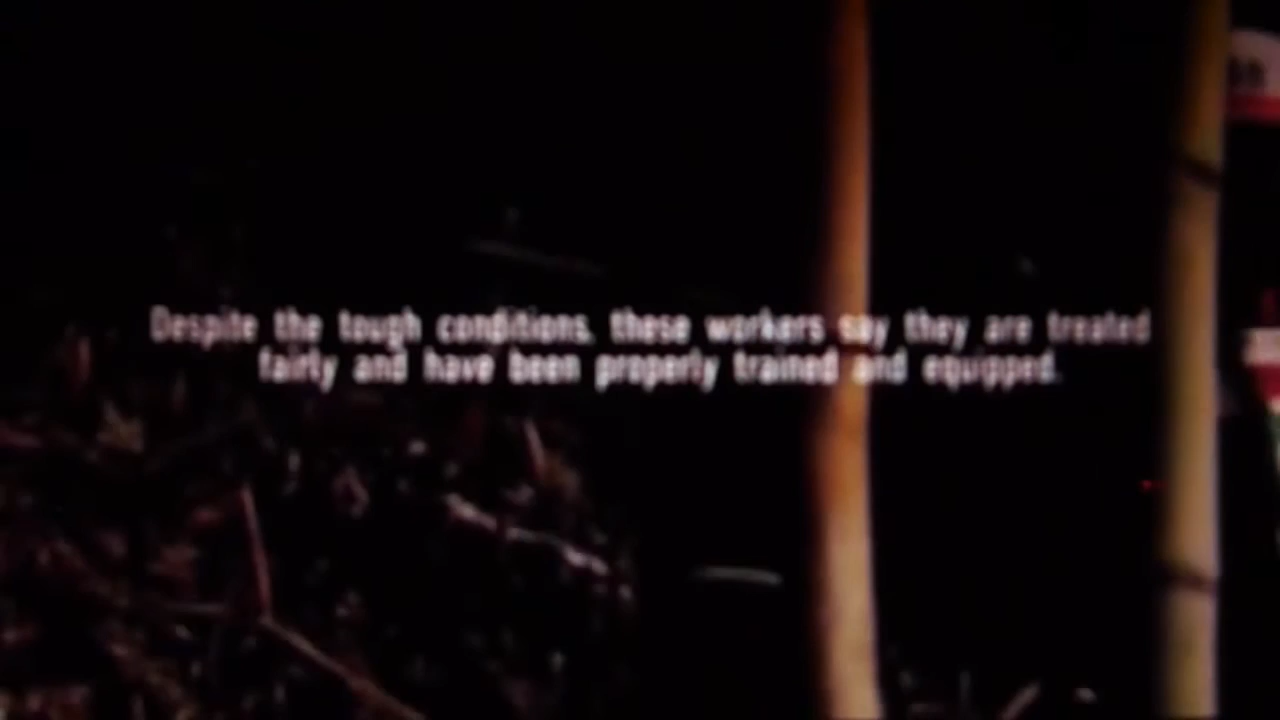 Despite the tough conditions, these workers say they are treated
fairly and have been properly trained and equipped.